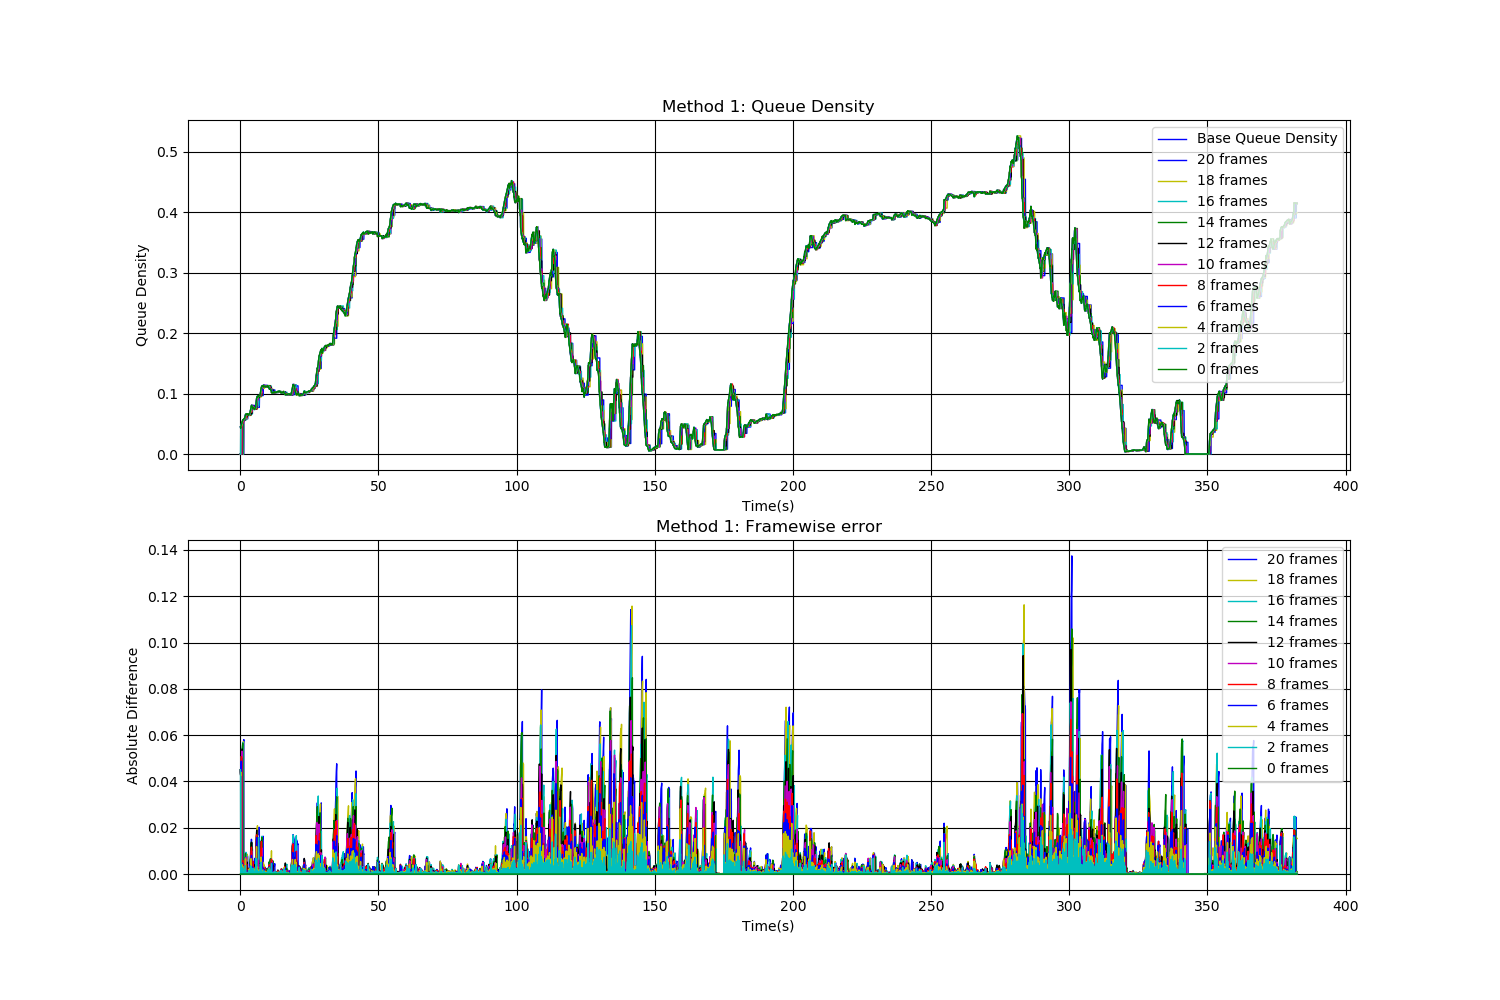 Method 1: Queue Density
0.5
0.4
0.3
0.2
0.1
0.0
Queue Density
Base Queue Density
20 frames
18 frames
16 frames
14 frames
12 frames
10 frames
8 frames
6 frames
4 frames
2 frames
0 frames
0 50 100 150 200 250 300 350 400
Time(s)
Method 1: Framewise error
0.14
0.12
0.10
0.08
0.06
0.04
0.02
0.00
Absolute Difference
20 frames
18 frames
16 frames
14 frames
12 frames
10 frames
8 frames
6 frames
4 frames
2 frames
0 frames
0 50 100 150 200 250 300 350 400
Time(s)